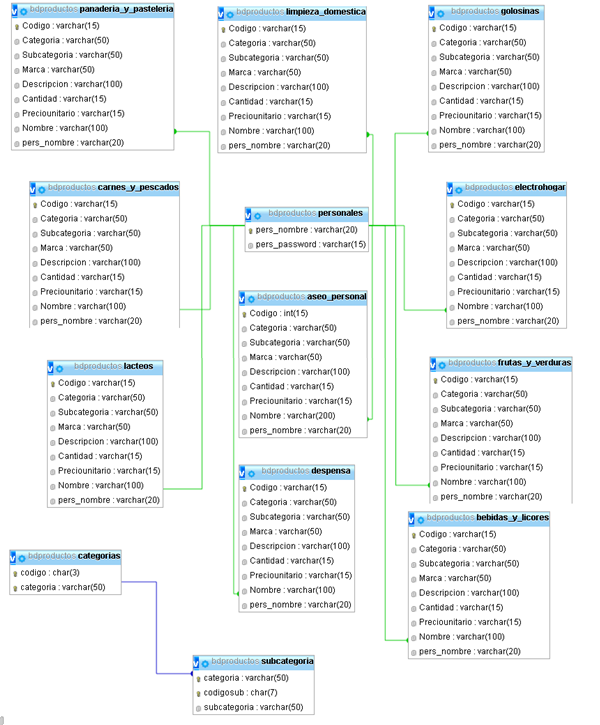 bdproductos panaderia_y_pasteleria
Codigo : varchar(15)
Categoria : varchar(50)
Subcategoria : varchar(50)
Marca : varchar(50)
Descripcion : varchar(100)
Cantidad : varchar(15)
Preciounitario : varchar(15)
Nombre : varchar(100)
pers_nombre : varchar(20)
bdproductos limpieza_domestica
Codigo : varchar(15)
Categoria : varchar(50)
Subcategoria : varchar(50)
Marca : varchar(50)
Descripcion : varchar(100)
Cantidad : varchar(15)
Preciounitario : varchar(15)
Nombre : varchar(100)
pers_nombre : varchar(20)
bdproductos golosinas
Codigo : varchar(15)
Categoria : varchar(50)
Subcategoria : varchar(50)
Marca : varchar(50)
Descripcion : varchar(100)
Cantidad : varchar(15)
Preciounitario : varchar(15)
Nombre : varchar(100)
pers_nombre : varchar(20)
bdproductos carnes_y_pescados
Codigo : varchar(15)
Categoria : varchar(50)
Subcategoria : varchar(50)
Marca : varchar(50)
Descripcion : varchar(100)
Cantidad : varchar(15)
Preciounitario : varchar(15)
Nombre : varchar(100)
pers_nombre : varchar(20)
bdproductos personales
pers_nombre : varchar(20)
pers_password : varchar(15)
bdproductos electrohogar
Codigo : varchar(15)
Categoria : varchar(50)
Subcategoria : varchar(50)
Marca : varchar(50)
Descripcion : varchar(100)
Cantidad : varchar(15)
Preciounitario : varchar(15)
Nombre : varchar(100)
pers_nombre : varchar(20)
bdproductos aseo_personal
Codigo : int(15)
Categoria : varchar(50)
Subcategoria : varchar(50)
Marca : varchar(50)
Descripcion : varchar(100)
Cantidad : varchar(15)
Preciounitario : varchar(15)
Nombre : varchar(200)
pers_nombre : varchar(20)
bdproductos lacteos
Codigo : varchar(15)
Categoria : varchar(50)
Subcategoria : varchar(50)
Marca : varchar(50)
Descripcion : varchar(100)
Cantidad : varchar(15)
Preciounitario : varchar(15)
Nombre : varchar(100)
pers_nombre : varchar(20)
bdproductos frutas_y_verduras
Codigo : varchar(15)
Categoria : varchar(50)
Subcategoria : varchar(50)
Marca : varchar(50)
Descripcion : varchar(100)
Cantidad : varchar(15)
Preciounitario : varchar(15)
Nombre : varchar(100)
pers_nombre : varchar(20)
bdproductos despensa
Codigo : varchar(15)
Categoria : varchar(50)
Subcategoria : varchar(50)
Marca : varchar(50)
Descripcion : varchar(100)
Cantidad : varchar(15)
Preciounitario : varchar(15)
Nombre : varchar(100)
pers_nombre : varchar(20)
bdproductos bebidas_y_licores
Codigo : varchar(15)
Categoria : varchar(50)
Subcategoria : varchar(50)
Marca : varchar(50)
Descripcion : varchar(100)
Cantidad : varchar(15)
Preciounitario : varchar(15)
Nombre : varchar(100)
pers_nombre : varchar(20)
bdproductos categorias
codigo : char(3)
categoria : varchar(50)
bdproductos subcategoria
categoria : varchar(50)
codigosub : char(7)
subcategoria : varchar(50)